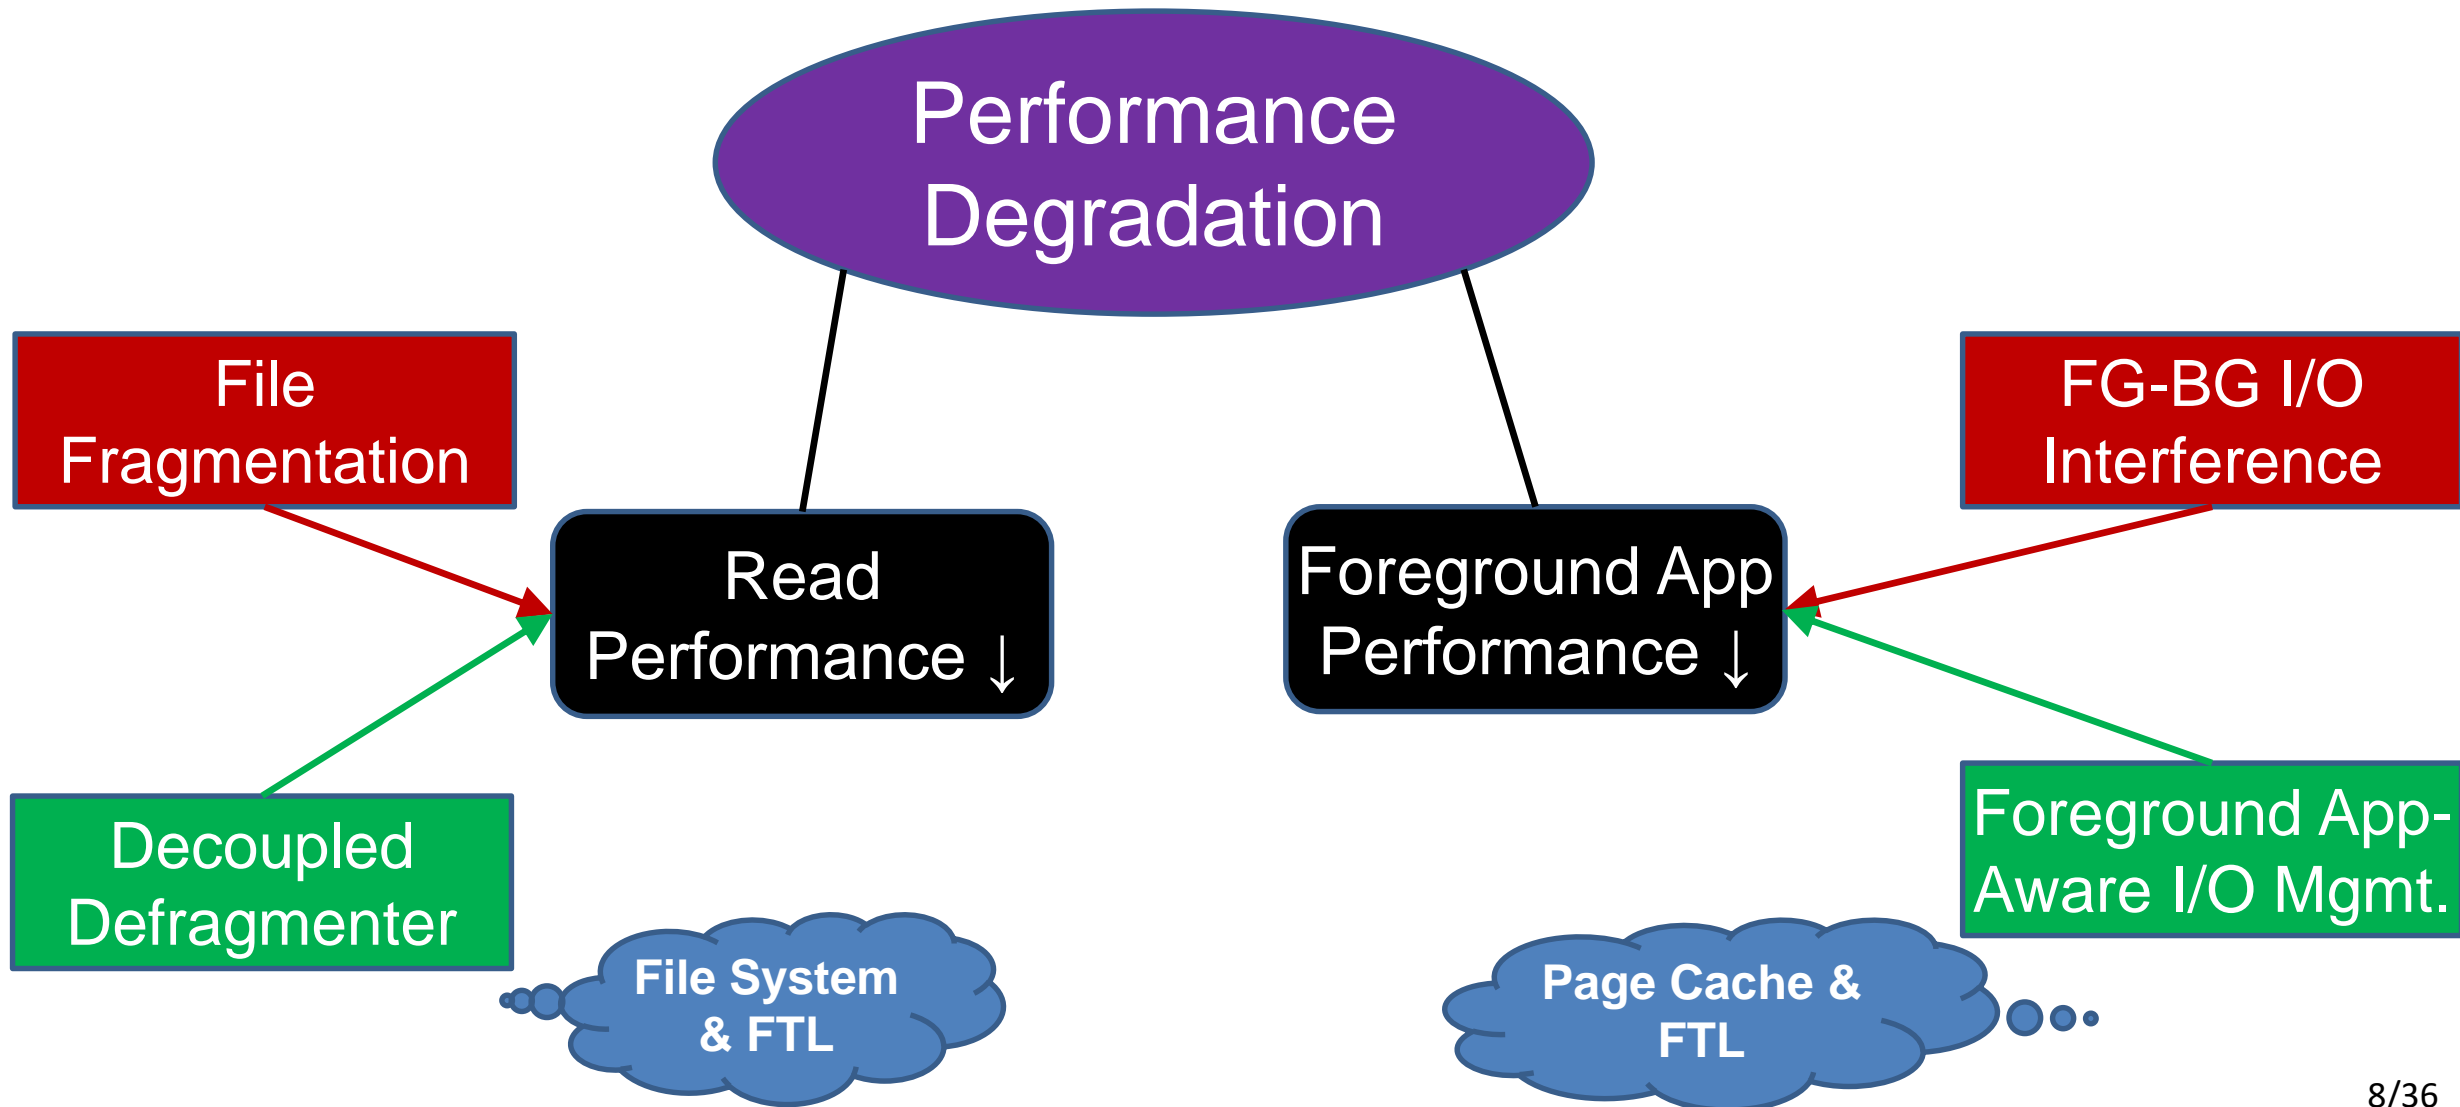 Performance
Degradation
File
Fragmentation
FG-BG I/O
Interference
Read
Performance ↓
Foreground App
Performance ↓
Decoupled
Defragmenter
Foreground App-
Aware I/O Mgmt.
File System
& FTL
Page Cache &
FTL
8/36